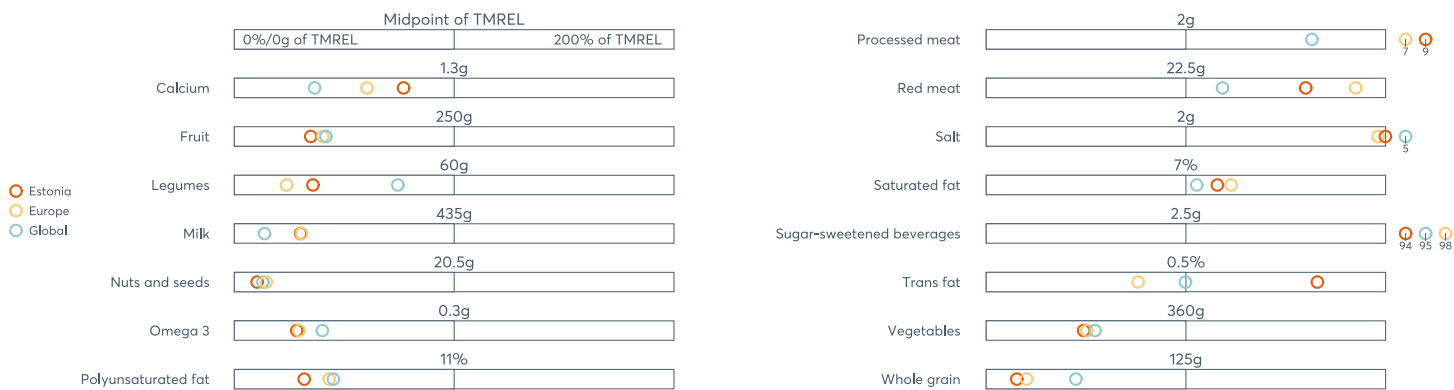 Midpoint of TMREL
0%/0g of TMREL
200% of TMREL
1.3g
Calcium
250g
Fruit
60g
Legumes
435g
Milk
20.5g
Nuts and seeds
0.3g
Omega 3
11%
Polyunsaturated fat
Estonia
Europe
Global
2g
Processed meat
7 9
22.5g
Red meat
2g
Salt
5
7%
Saturated fat
2.5g
Sugar-sweetened beverages
94 95 98
0.5%
Trans fat
360g
Vegetables
125g
Whole grain